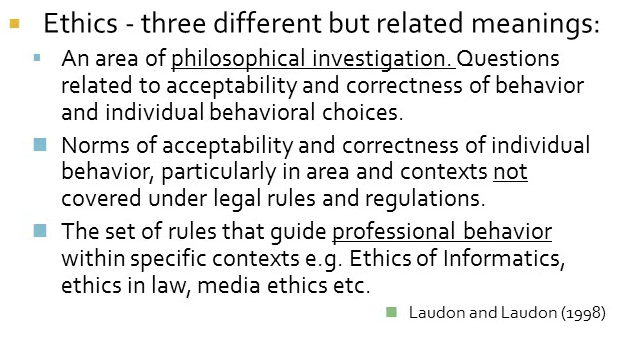 Ethics - three different but related meanings:
An area of philosophical investigation. Questions
related to acceptability and correctness of behavior
and individual behavioral choices.
Norms of acceptability and correctness of individual
behavior, particularly in area and contexts not
covered under legal rules and regulations.
The set of rules that guide professional behavior
within specific contexts e.g. Ethics of Informatics,
ethics in law, media ethics etc.
Laudon and Laudon (1998)